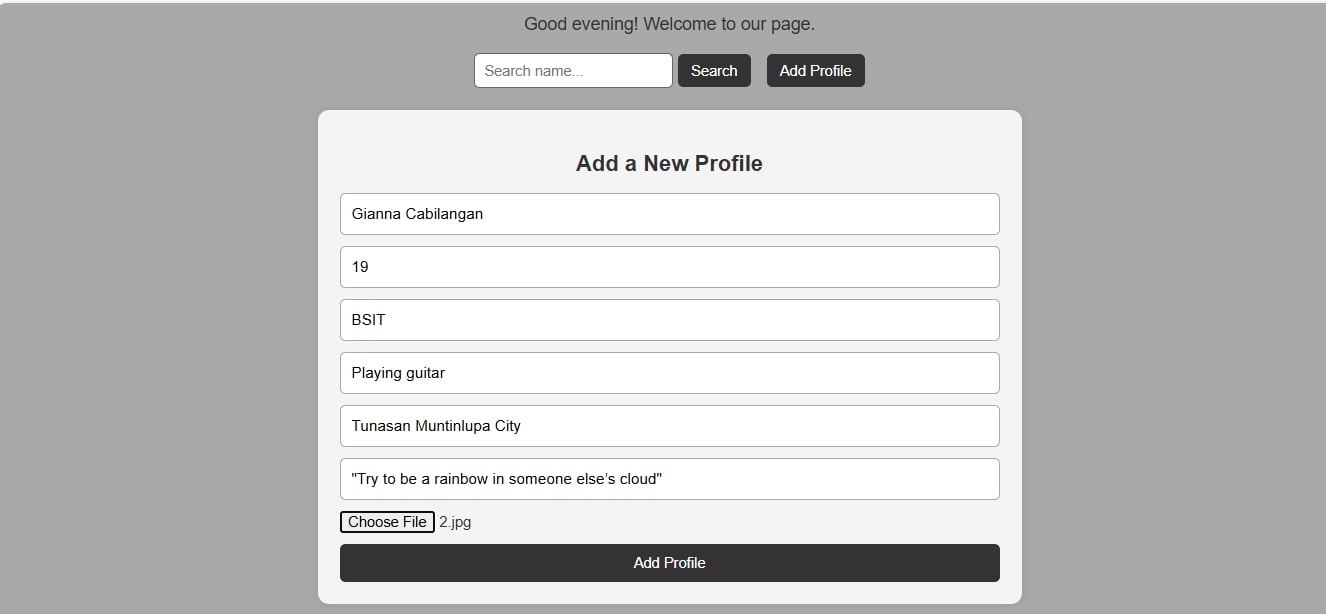 Good evening! Welcome to our page.
Search name... Search Add Profile
Add a New Profile
Gianna Cabilangan
19
BSIT
Playing guitar
Tunasan Muntinlupa City
"Try to be a rainbow in someone else’s cloud"
Choose File 2.jpg
Add Profile